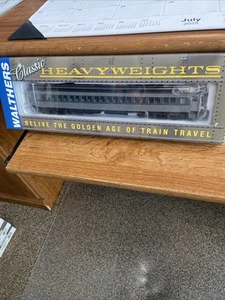 July
WALTHERS
Classic
HEAVYWEIGHTS
RELIVE THE GOLDEN AGE OF TRAIN TRAVEL